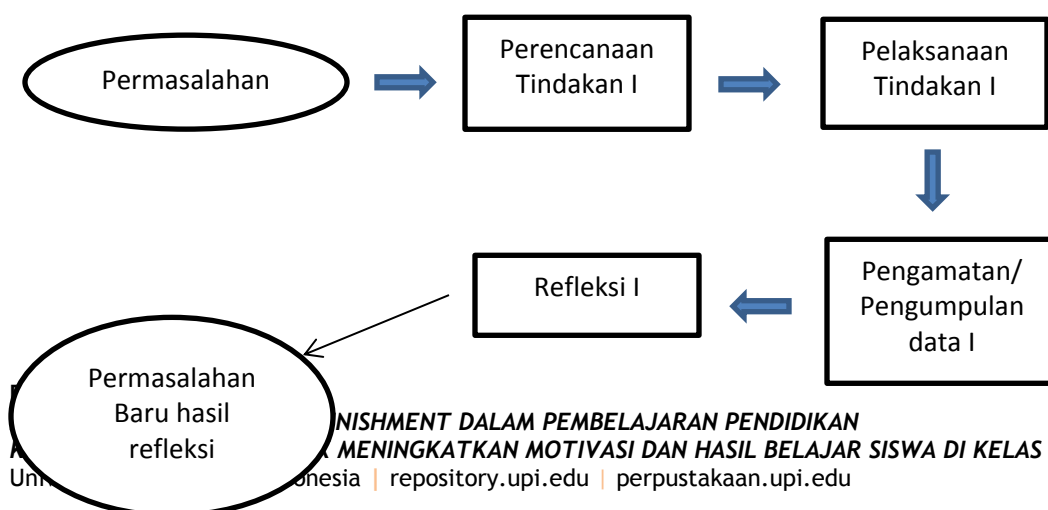 Permasalahan
Perencanaan
Tindakan I
Pelaksanaan
Tindakan I
Pengamatan/
Pengumpulan
data I
Refleksi I
Permasalahan
Baru hasil
refleksi
NISHMENT DALAM PEMBELAJARAN PENDIDIKAN
MENINGKATKAN MOTIVASI DAN HASIL BELAJAR SISWA DI KELAS
onesia | repository.upi.edu | perpustakaan.upi.edu